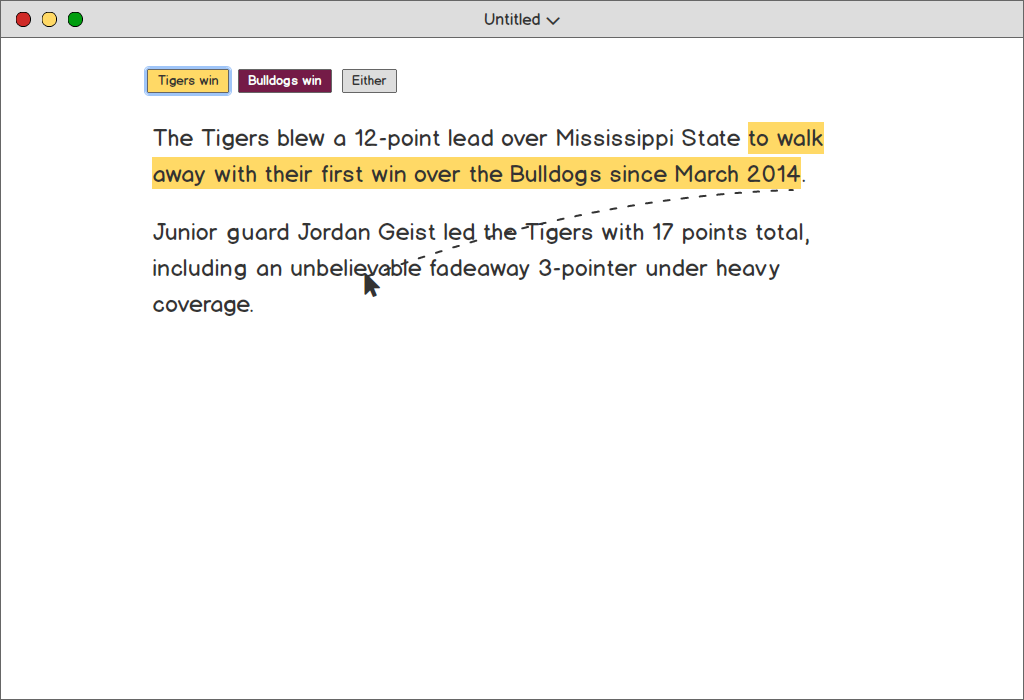 Untitled
Tigers win Bulldogs win Either
The Tigers blew a 12-point lead over Mississippi State to walk
away with their first win over the Bulldogs since March 2014.
Junior guard Jordan Geist led the Tigers with 17 points total,
including an unbelievable fadeaway 3-pointer under heavy
coverage.